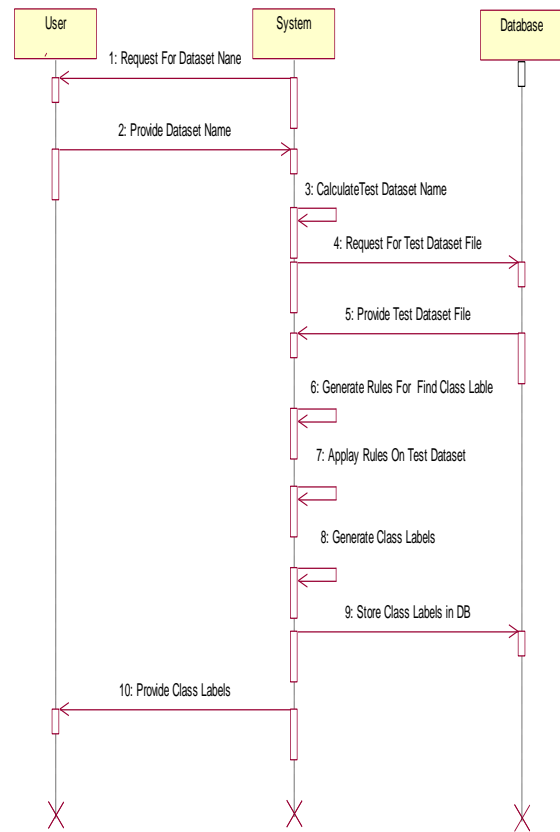 User
System
Database
1: Request For Dataset Nane
2: Provide Dataset Name
3: CalculateTest Dataset Name
4: Request For Test Dataset File
5: Provide Test Dataset File
6: Generate Rules For Find Class Lable
7: Applay Rules On Test Dataset
8: Generate Class Labels
9: Store Class Labels in DB
10: Provide Class Labels